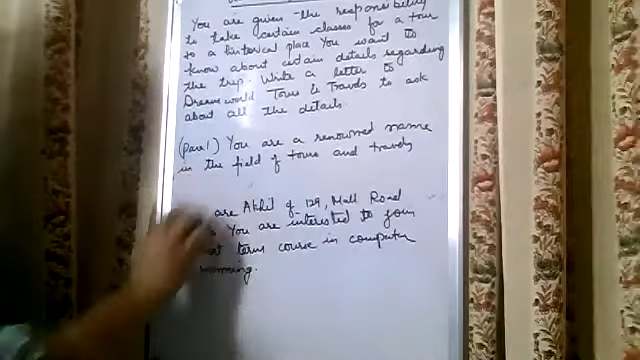 You are given the responsibility
to take certain classes for a tour
to a historical place You want to
know about certain details regarding
the trip. Write a letter to
Dreamworld Tours & Travels to ask
about all the details.
(Para 1) You are a renowned name
in the field of tours and travels
are Akhil of 129, Mall Road
You are interested to join
term course in computer